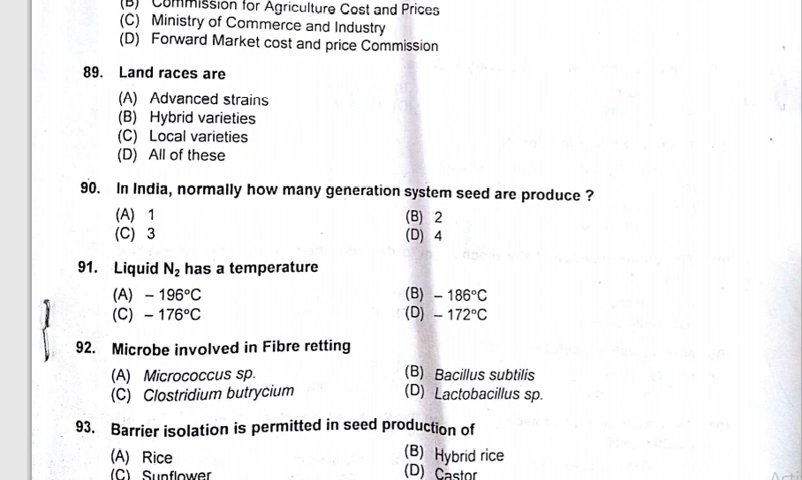 (B) Commission for Agriculture Cost and Prices
(C) Ministry of Commerce and Industry
(D) Forward Market cost and price Commission
89. Land races are
(A) Advanced strains
(B) Hybrid varieties
(C) Local varieties
(D) All of these
90. In India, normally how many generation system seed are produce ?
(A) 1 (B) 2
(C) 3 (D) 4
91. Liquid N₂ has a temperature
(A) – 196°C (B) – 186°C
(C) – 176°C (D) – 172°C
92. Microbe involved in Fibre retting
(A) Micrococcus sp. (B) Bacillus subtilis
(C) Clostridium butrycium (D) Lactobacillus sp.
93. Barrier isolation is permitted in seed production of
(A) Rice (B) Hybrid rice
(C) Sunflower (D) Castor